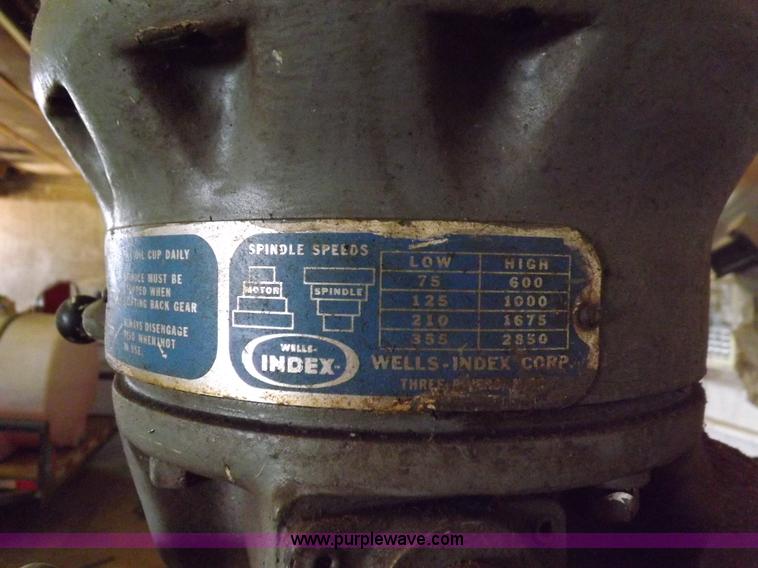 OIL CUP DAILY
MUST BE
WHEN
BACK GEAR
ALWAYS DISENGAGE
WHEN NOT
IN USE.
SPINDLE SPEEDS
MOTOR
SPINDLE
LOW HIGH
75 600
125 1000
210 1675
355 2850
WELLS-
INDEX
WELLS-INDEX CORP.
THREE RIVERS, MICH.
www.purplewave.com